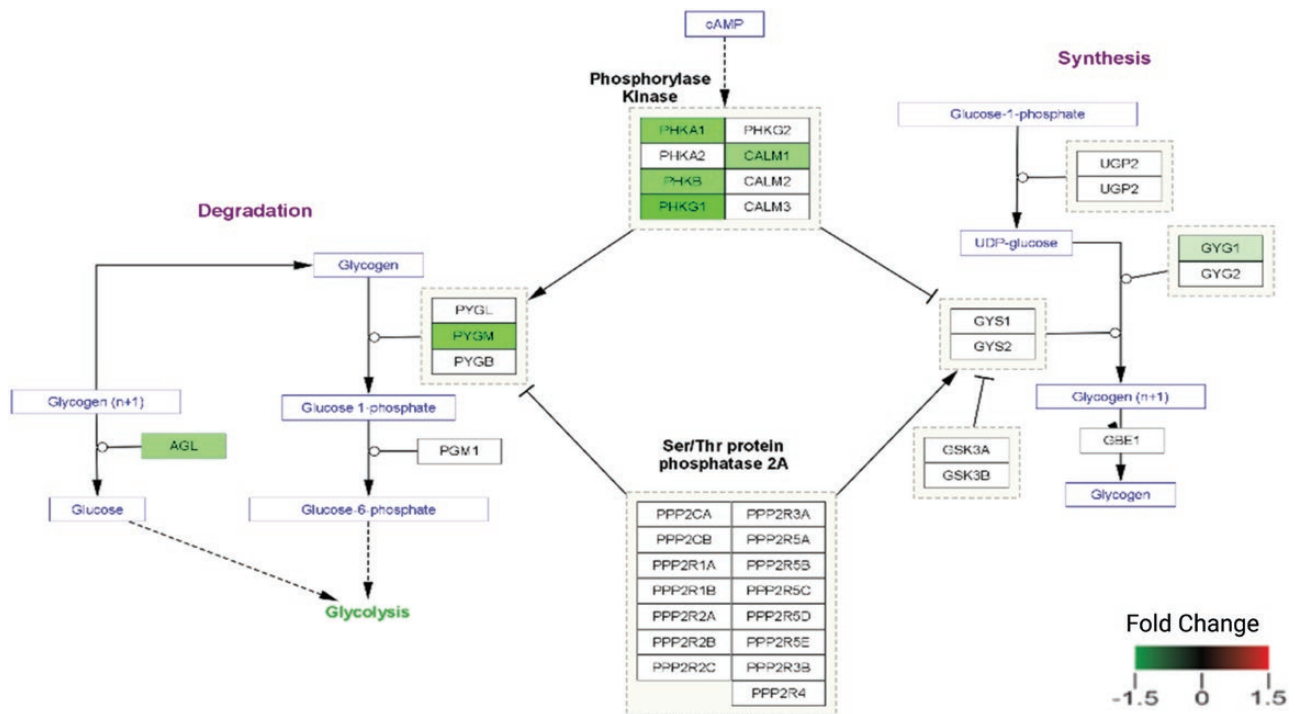 cAMP
Phosphorylase
Kinase
PHKA1
PHKG2
PHKA2
CALM1
PHKB
CALM2
PHKG1
CALM3
Synthesis
Glucose-1-phosphate
UGP2
UGP2
UDP-glucose
GYG1
GYG2
GYS1
GYS2
Glycogen (n+1)
GBE1
Glycogen
GSK3A
GSK3B
Degradation
Glycogen
PYGL
PYGM
PYGB
Glycogen (n+1)
Glucose 1-phosphate
AGL
PGM1
Glucose
Glucose-6-phosphate
Glycolysis
Ser/Thr protein
phosphatase 2A
PPP2CA
PPP2R3A
PPP2CB
PPP2R5A
PPP2R1A
PPP2R5B
PPP2R1B
PPP2R5C
PPP2R2A
PPP2R5D
PPP2R2B
PPP2R5E
PPP2R2C
PPP2R3B
PPP2R4
Fold Change
-1.5 0 1.5